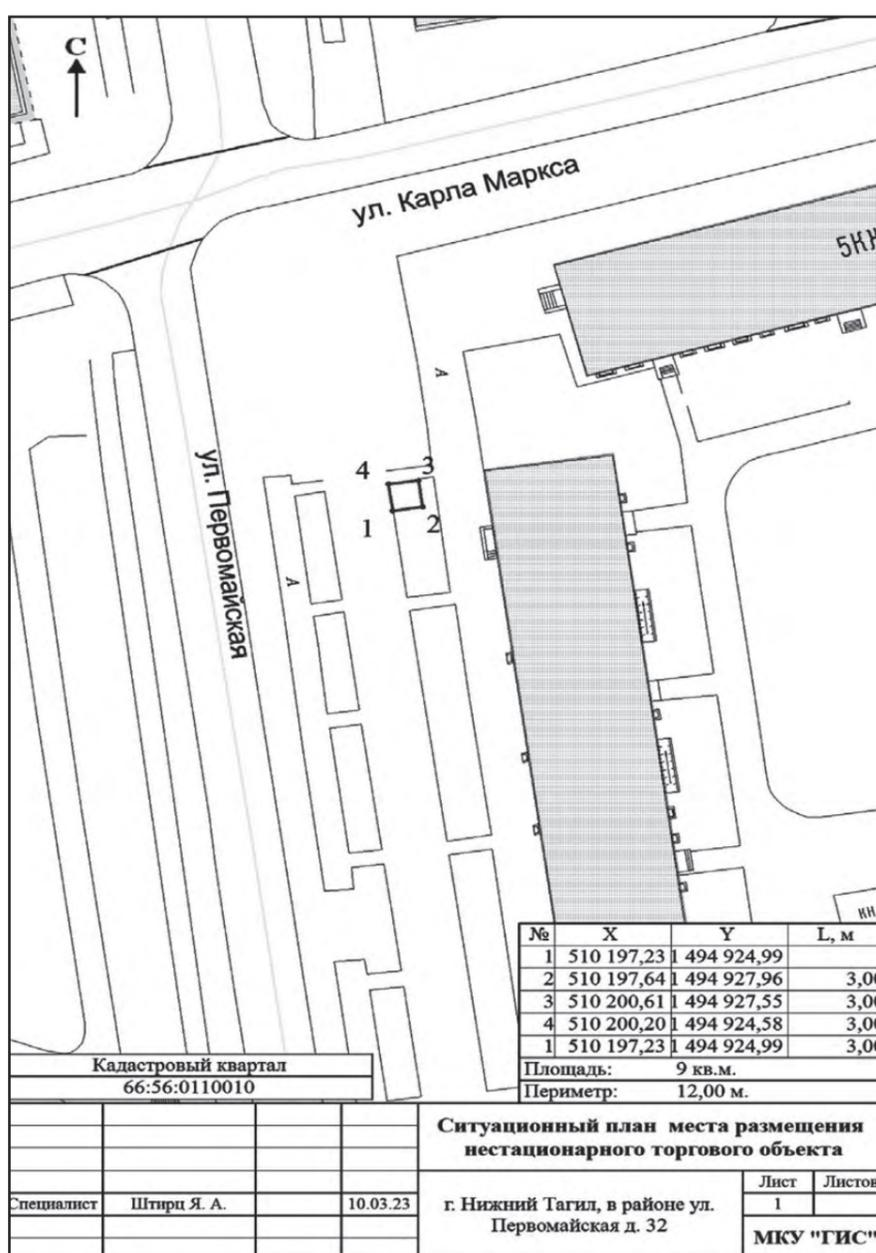 С
ул. Карла Маркса
5КЖ
А
4 3
1 2
ул. Первомайская
А
КН
№ X Y L, м
1 510 197,23 1 494 924,99
2 510 197,64 1 494 927,96 3,00
3 510 200,61 1 494 927,55 3,00
4 510 200,20 1 494 924,58 3,00
1 510 197,23 1 494 924,99 3,00
Площадь: 9 кв.м.
Периметр: 12,00 м.
Кадастровый квартал
66:56:0110010
Ситуационный план места размещения
нестационарного торгового объекта
Специалист Штирц Я. А. 10.03.23
г. Нижний Тагил, в районе ул.
Первомайская д. 32
Лист Листов
1
МКУ "ГИС"